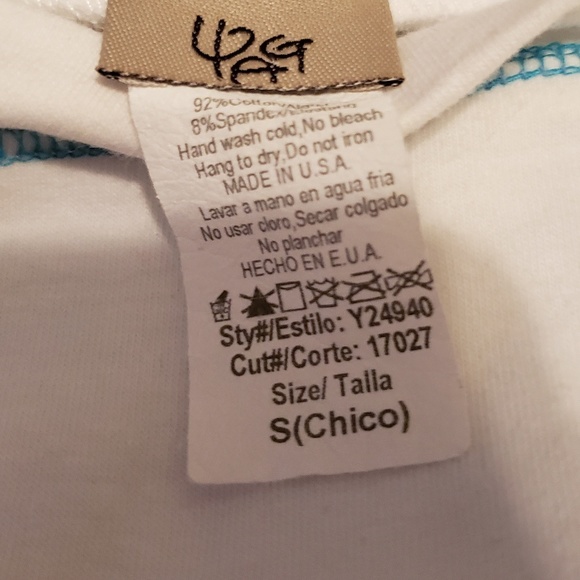 92%Cotton/
8%Spandex/Elastano
Hand wash cold,No bleach
Hang to dry,Do not iron
MADE IN U.S.A.
Lavar a mano en agua fria
No usar cloro,Secar colgado
No planchar
HECHO EN E.U.A.
Sty#/Estilo: Y24940
Cut#/Corte: 17027
Size/ Talla
S(Chico)